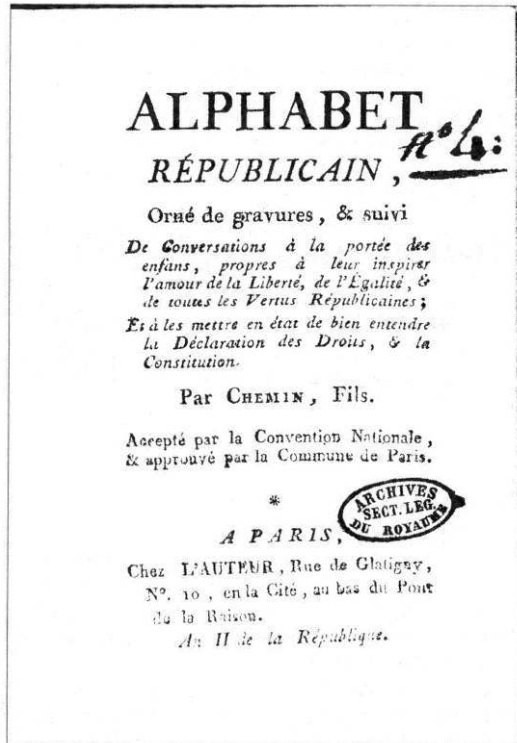 ALPHABET
n° 4:
RÉPUBLICAIN,
Orné de gravures, & suivi
De Conversations à la portée des
enfans, propres à leur inspirer
l'amour de la Liberté, de l'Égalité, &
de toutes les Vertus Républicaines;
Et à les mettre en état de bien entendre
la Déclaration des Droits, & la
Constitution.
Par CHEMIN, Fils.
Accepté par la Convention Nationale,
& approuvé par la Commune de Paris.
*
ARCHIVES
SECT. LEG.
DU ROYAUME
A PARIS,
Chez L'AUTEUR, Rue de Glatigny,
N°. 10, en la Cité, au bas du Pont
de la Raison.
An II de la République.